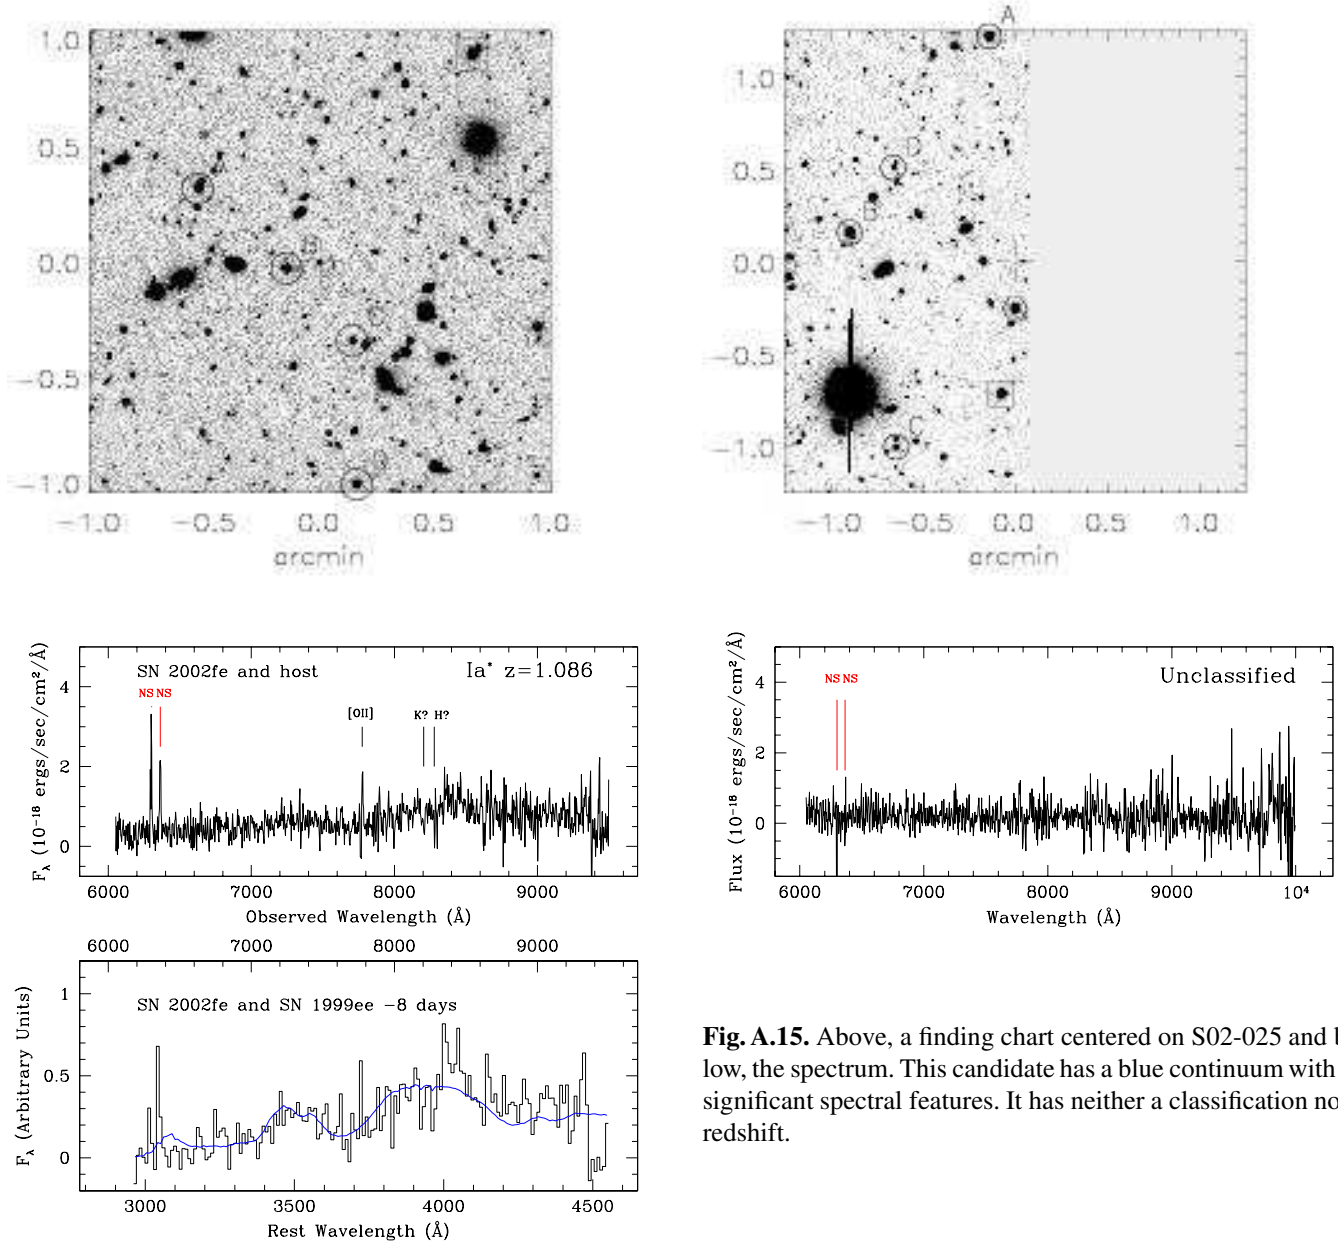 1.0
0.5
0.0
−0.5
−1.0
−1.0 −0.5 0.0 0.5 1.0
arcmin
B
C
A
D
B
C
1.0
0.5
0.0
−0.5
−1.0
−1.0 −0.5 0.0 0.5 1.0
arcmin
SN 2002fe and host
Ia* z=1.086
NS NS
[OII]
K? H?
4
2
0
Fλ (10⁻¹⁸ ergs/sec/cm²/Å)
6000 7000 8000 9000
Observed Wavelength (Å)
6000 7000 8000 9000
SN 2002fe and SN 1999ee −8 days
1
0.5
0
Fλ (Arbitrary Units)
3000 3500 4000 4500
Rest Wavelength (Å)
Unclassified
NS NS
4
2
0
Flux (10⁻¹⁸ ergs/sec/cm²/Å)
6000 7000 8000 9000 10⁴
Wavelength (Å)
Fig. A.15. Above, a finding chart centered on S02-025 and b
low, the spectrum. This candidate has a blue continuum with
significant spectral features. It has neither a classification no
redshift.